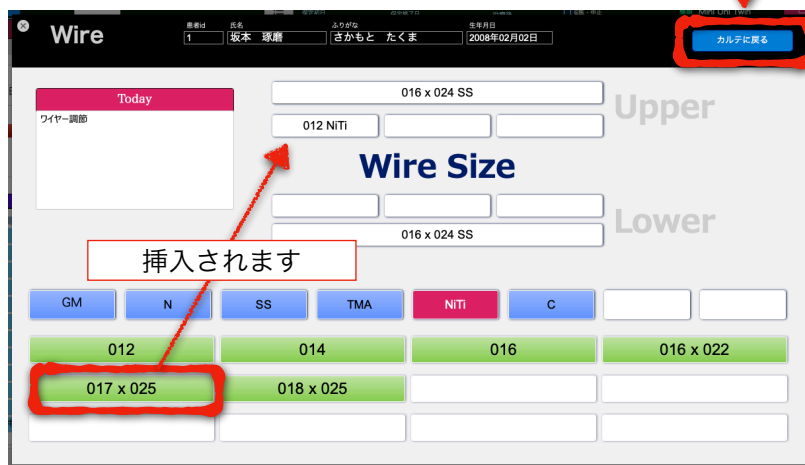 Mini Uni Twin
Wire
患者id
氏名
ふりがな
生年月日
1
坂本　琢磨
さかもと　たくま
2008年02月02日
カルテに戻る
Today
ワイヤー調節
016 x 024 SS
Upper
012 NiTi
Wire Size
Lower
016 x 024 SS
挿入されます
GM
N
SS
TMA
NiTi
C
012
014
016
016 x 022
017 x 025
018 x 025